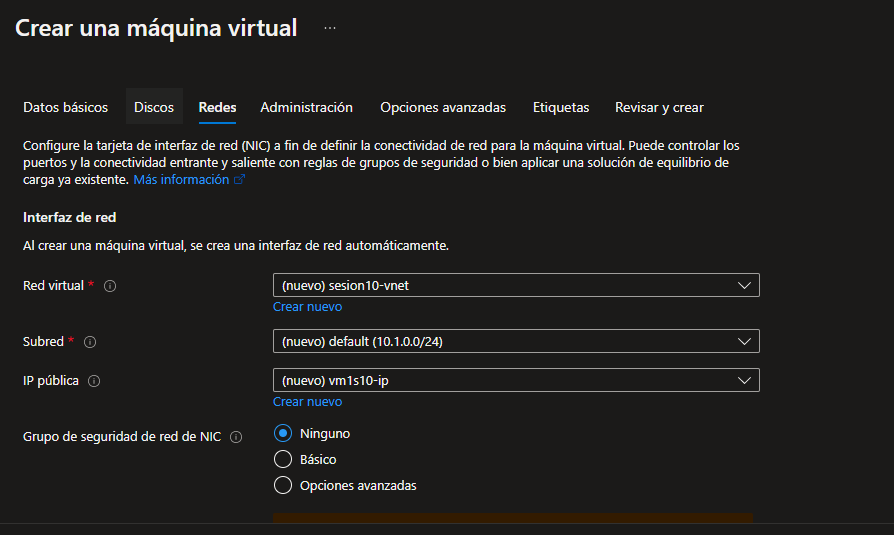 Crear una máquina virtual ...
Datos básicos Discos Redes Administración Opciones avanzadas Etiquetas Revisar y crear
Configure la tarjeta de interfaz de red (NIC) a fin de definir la conectividad de red para la máquina virtual. Puede controlar los
puertos y la conectividad entrante y saliente con reglas de grupos de seguridad o bien aplicar una solución de equilibrio de
carga ya existente. Más información
Interfaz de red
Al crear una máquina virtual, se crea una interfaz de red automáticamente.
Red virtual * (nuevo) sesion10-vnet
Crear nuevo
Subred * (nuevo) default (10.1.0.0/24)
IP pública (nuevo) vm1s10-ip
Crear nuevo
Grupo de seguridad de red de NIC Ninguno
Básico
Opciones avanzadas